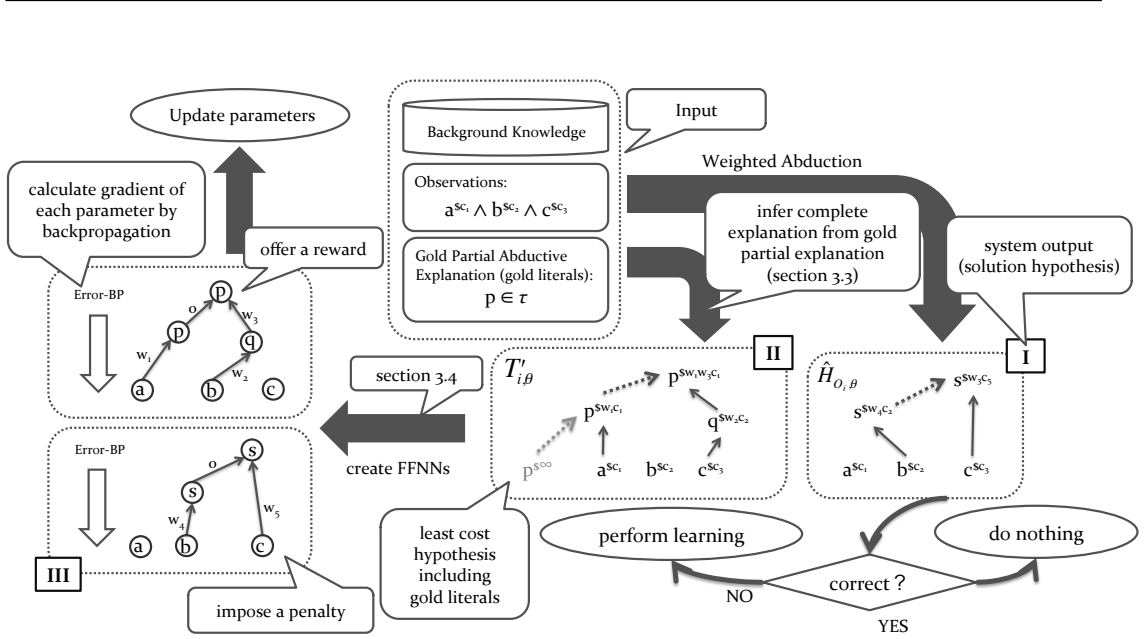 Update parameters
Background Knowledge
Input
Weighted Abduction
Observations:
a^$c₁ ∧ b^$c₂ ∧ c^$c₃
Gold Partial Abductive
Explanation (gold literals):
p ∈ τ
calculate gradient of
each parameter by
backpropagation
offer a reward
infer complete
explanation from gold
partial explanation
(section 3.3)
system output
(solution hypothesis)
Error-BP
p
o
w₃
p
q
w₁
w₂
a
b
c
section 3.4
create FFNNs
II
T′i,θ
p^$w₁w₃c₁
p^$w₁c₁
q^$w₂c₂
p^$∞
a^$c₁
b^$c₂
c^$c₃
I
Ĥ Oi,θ
s^$w₃c₅
s^$w₄c₂
a^$c₁
b^$c₂
c^$c₃
Error-BP
s
o
s
w₄
w₅
a
b
c
III
impose a penalty
least cost
hypothesis
including
gold literals
perform learning
do nothing
correct ?
NO
YES